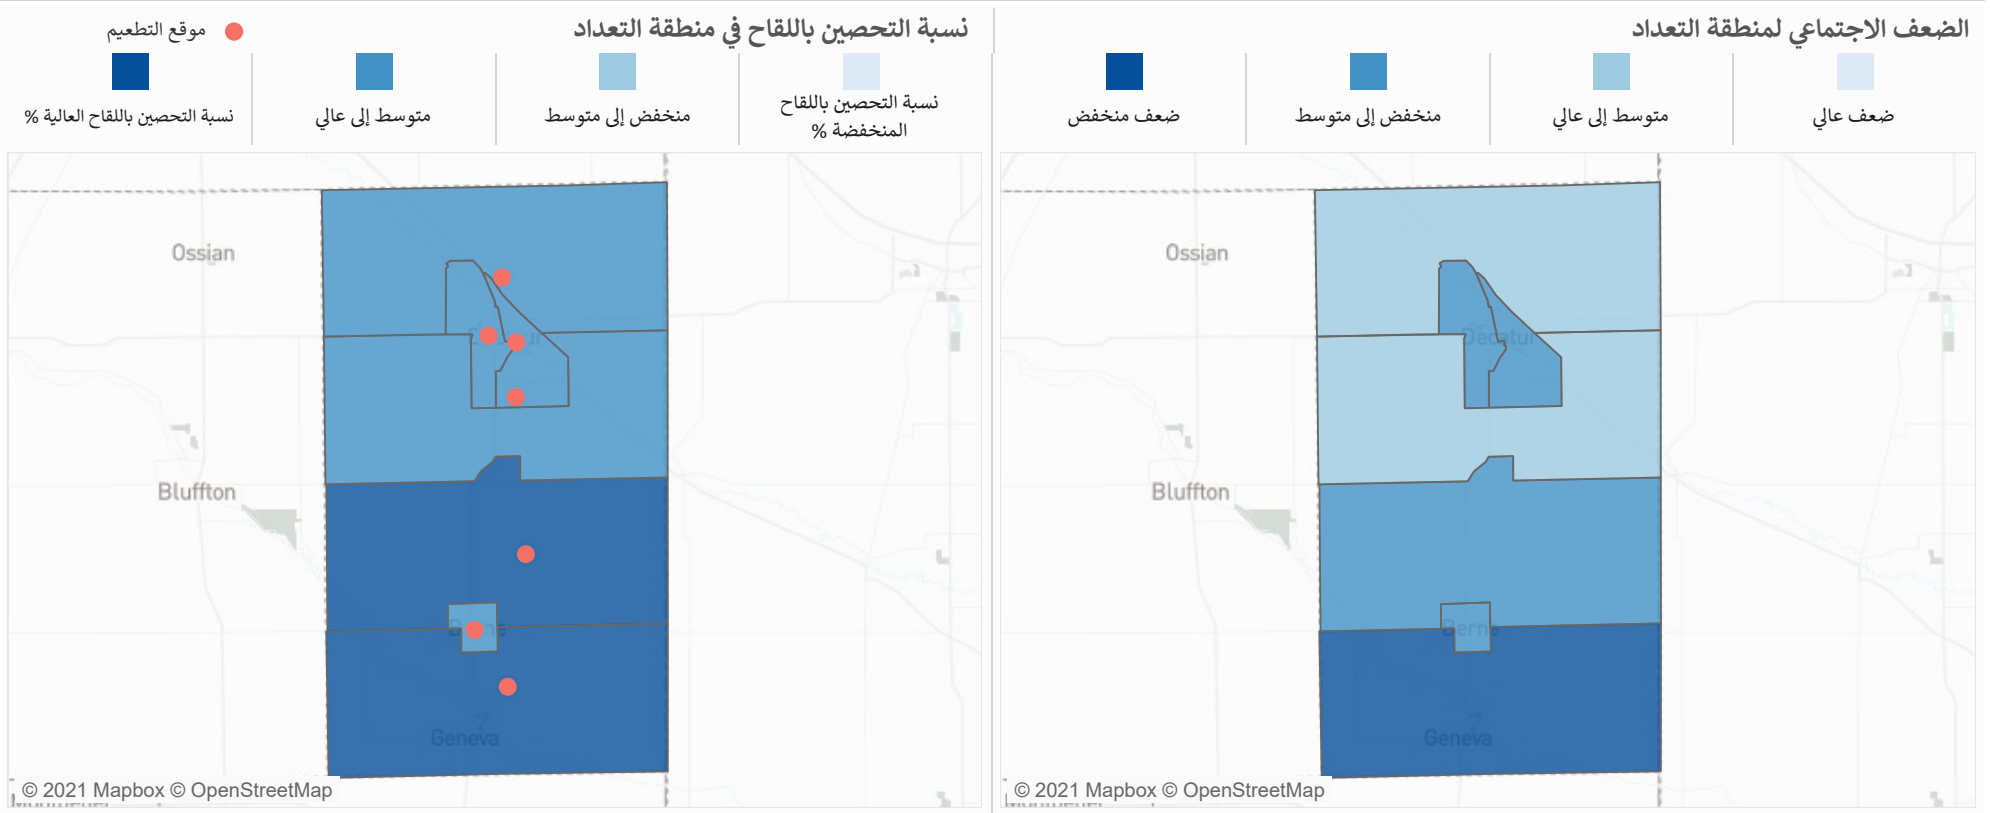 الضعف الاجتماعي لمنطقة التعداد
ضعف عالي
متوسط إلى عالي
منخفض إلى متوسط
ضعف منخفض
Ossian
Decatur
Bluffton
Berne
Geneva
© 2021 Mapbox © OpenStreetMap
نسبة التحصين باللقاح في منطقة التعداد
موقع التطعيم
نسبة التحصين باللقاح
المنخفضة %
منخفض إلى متوسط
متوسط إلى عالي
نسبة التحصين باللقاح العالية %
Ossian
Bluffton
Berne
Geneva
© 2021 Mapbox © OpenStreetMap